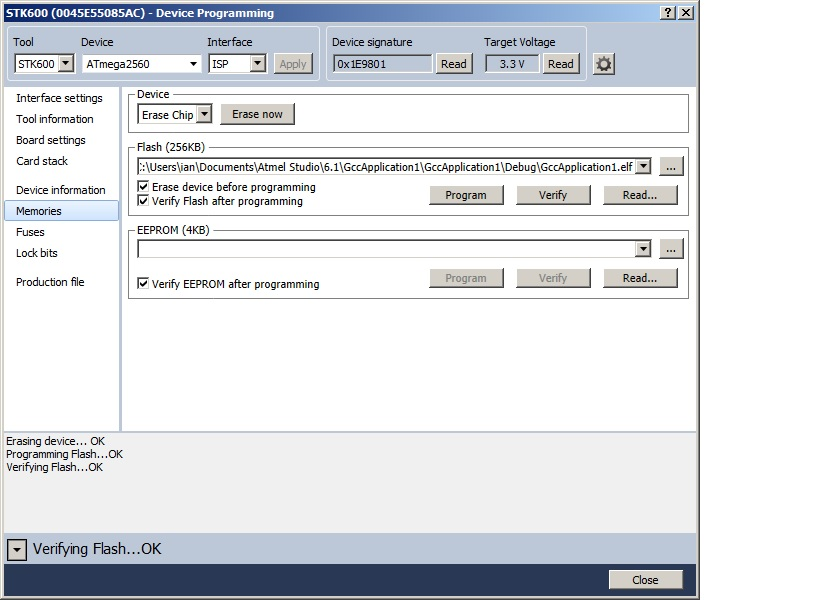 STK600 (0045E55085AC) - Device Programming
Tool Device Interface Device signature Target Voltage
STK600 ATmega2560 ISP Apply 0x1E9801 Read 3.3 V Read
Interface settings
Tool information
Board settings
Card stack
Device information
Memories
Fuses
Lock bits
Production file
Device
Erase Chip Erase now
Flash (256KB)
:\Users\ian\Documents\Atmel Studio\6.1\GccApplication1\GccApplication1\Debug\GccApplication1.elf ...
Erase device before programming
Verify Flash after programming
Program Verify Read...
EEPROM (4KB)
...
Verify EEPROM after programming
Program Verify Read...
Erasing device... OK
Programming Flash...OK
Verifying Flash...OK
Verifying Flash...OK
Close